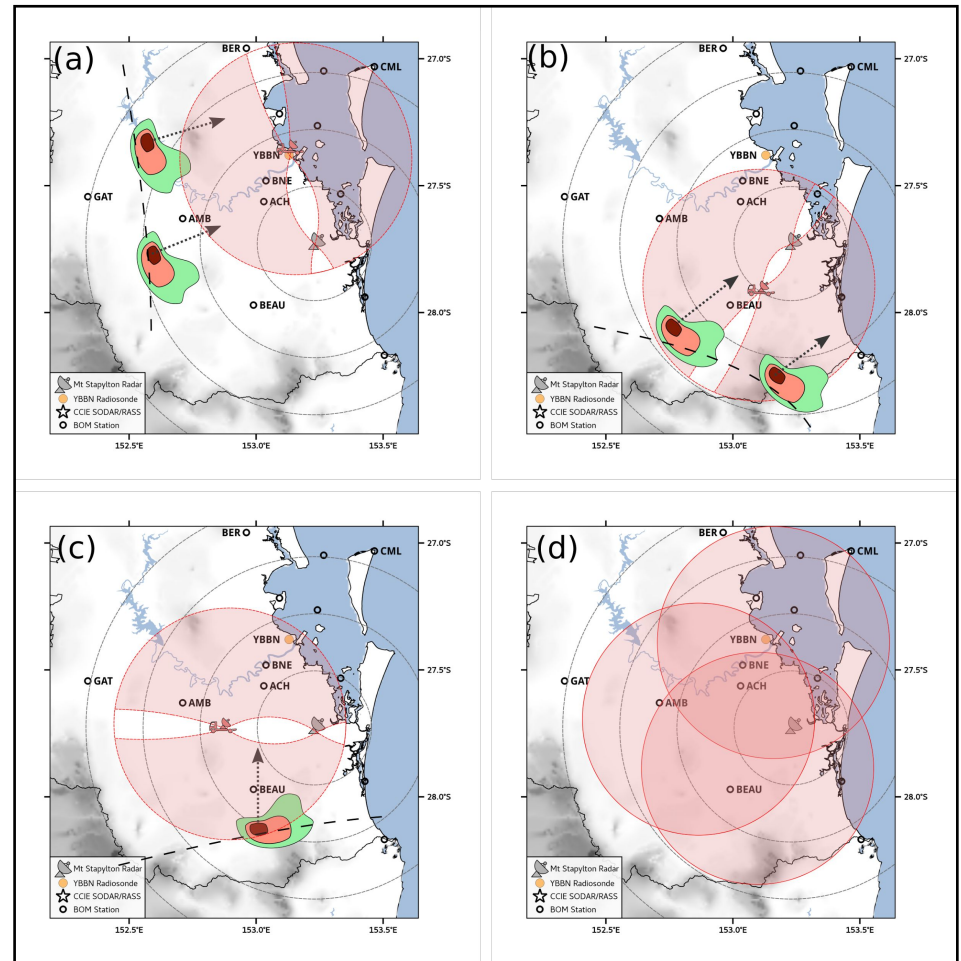 (a)
BER
CML
27.0°S
YBBN
27.5°S
BNE
GAT
ACH
AMB
BEAU
28.0°S
Mt Stapylton Radar
YBBN Radiosonde
CCIE SODAR/RASS
BOM Station
152.5°E
153.0°E
153.5°E
(b)
BER
CML
27.0°S
YBBN
27.5°S
BNE
GAT
ACH
AMB
BEAU
28.0°S
Mt Stapylton Radar
YBBN Radiosonde
CCIE SODAR/RASS
BOM Station
152.5°E
153.0°E
153.5°E
(c)
BER
CML
27.0°S
YBBN
27.5°S
BNE
GAT
ACH
AMB
BEAU
28.0°S
Mt Stapylton Radar
YBBN Radiosonde
CCIE SODAR/RASS
BOM Station
152.5°E
153.0°E
153.5°E
(d)
BER
CML
27.0°S
YBBN
27.5°S
BNE
GAT
ACH
AMB
BEAU
28.0°S
Mt Stapylton Radar
YBBN Radiosonde
CCIE SODAR/RASS
BOM Station
152.5°E
153.0°E
153.5°E